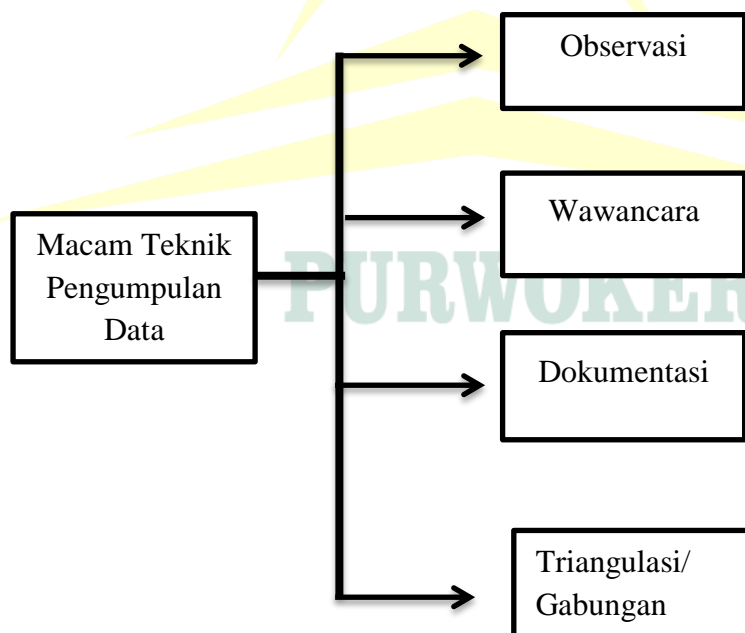 Observasi
Wawancara
Macam Teknik
Pengumpulan
Data
PURWOKER
Dokumentasi
Triangulasi/
Gabungan